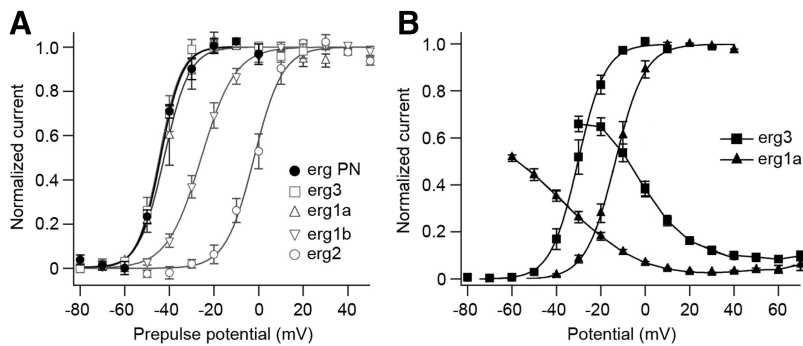 A
Normalized current
1.0
0.8
0.6
0.4
0.2
0
-80 -60 -40 -20 0 20 40
Prepulse potential (mV)
erg PN
erg3
erg1a
erg1b
erg2
B
Normalized current
1.0
0.8
0.6
0.4
0.2
0
-80 -60 -40 -20 0 20 40 60
Potential (mV)
erg3
erg1a